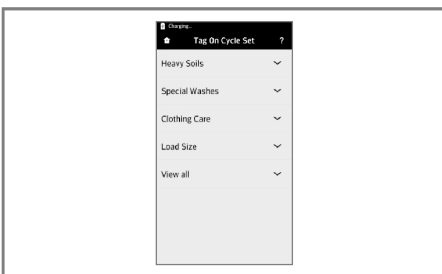 Charging..
Tag On Cycle Set ?
Heavy Soils
Special Washes
Clothing Care
Load Size
View all